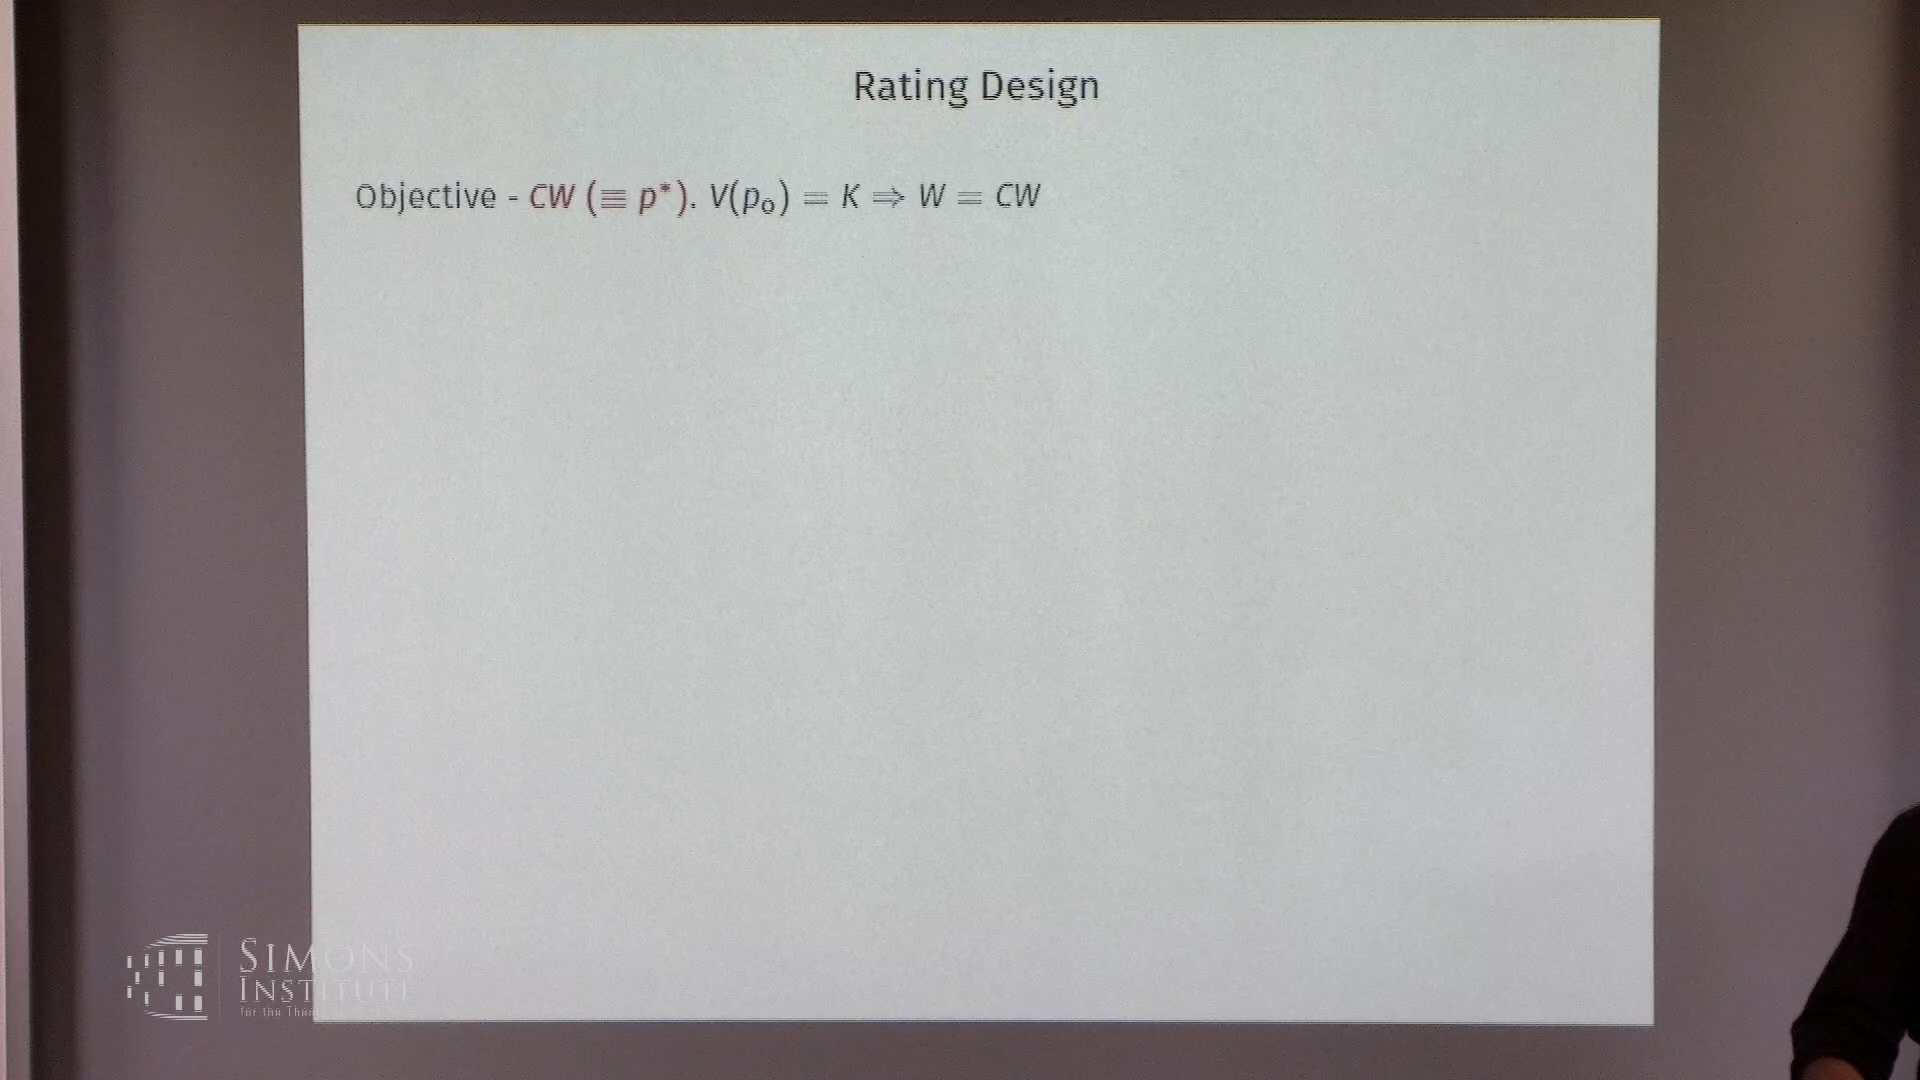 Rating Design
Objective - CW (≡ p*). V(p₀) = K ⇒ W = CW
SIMONS
INSTITUTE